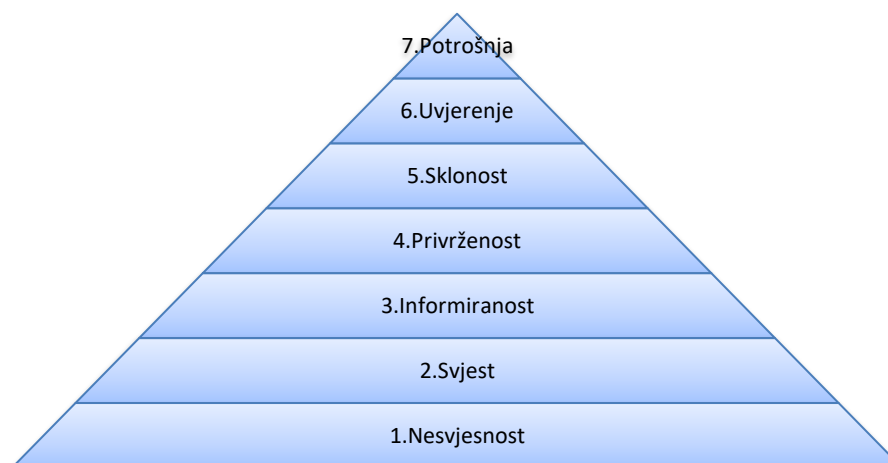 7.Potrošnja
6.Uvjerenje
5.Sklonost
4.Privrženost
3.Informiranost
2.Svjest
1.Nesvjesnost